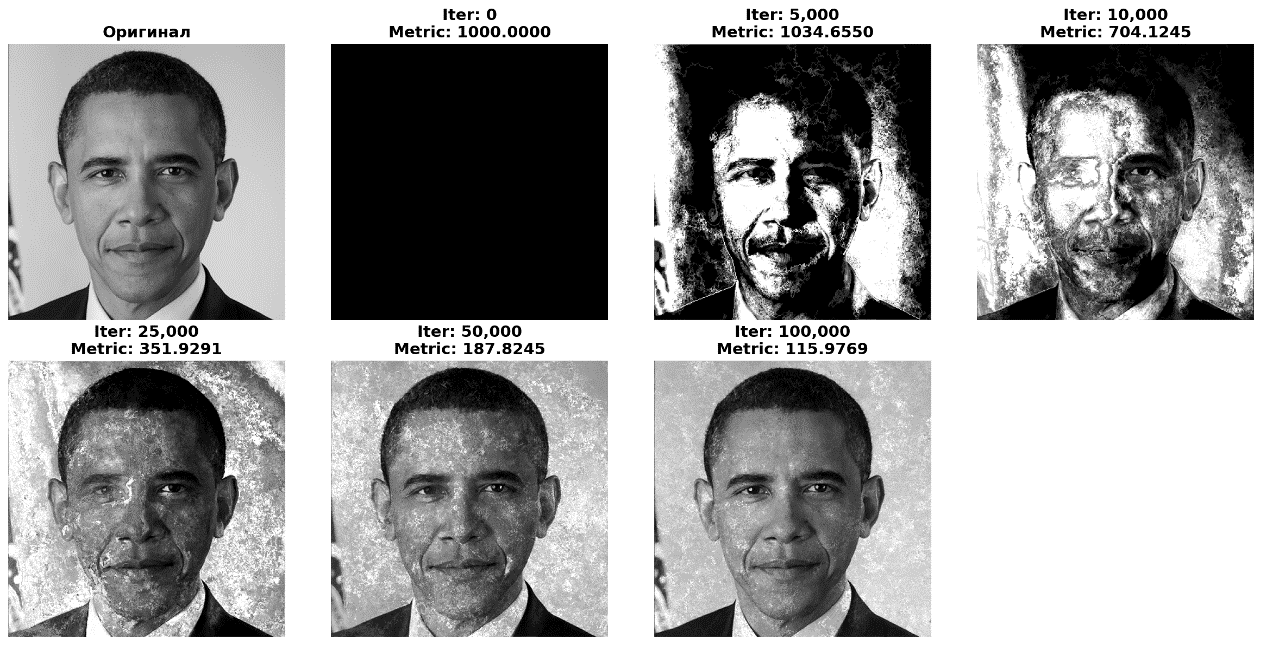 Оригинал
Iter: 0
Metric: 1000.0000
Iter: 5,000
Metric: 1034.6550
Iter: 10,000
Metric: 704.1245
Iter: 25,000
Metric: 351.9291
Iter: 50,000
Metric: 187.8245
Iter: 100,000
Metric: 115.9769